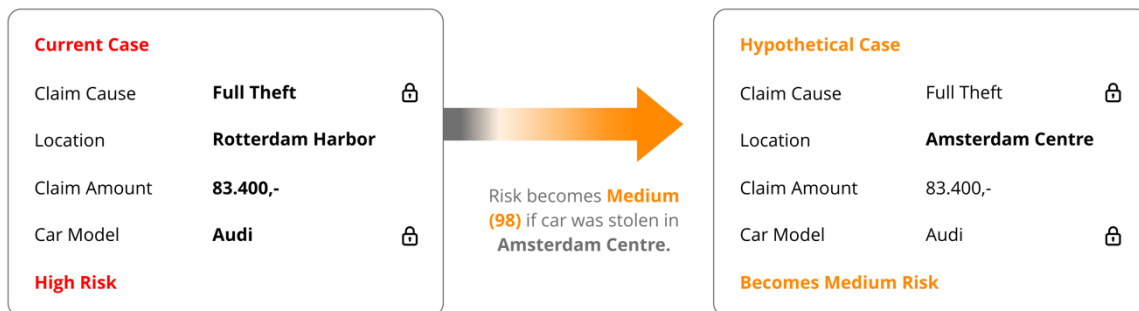 Current Case
Claim Cause Full Theft
Location Rotterdam Harbor
Claim Amount 83.400,-
Car Model Audi
High Risk
Risk becomes Medium
(98) if car was stolen in
Amsterdam Centre.
Hypothetical Case
Claim Cause Full Theft
Location Amsterdam Centre
Claim Amount 83.400,-
Car Model Audi
Becomes Medium Risk